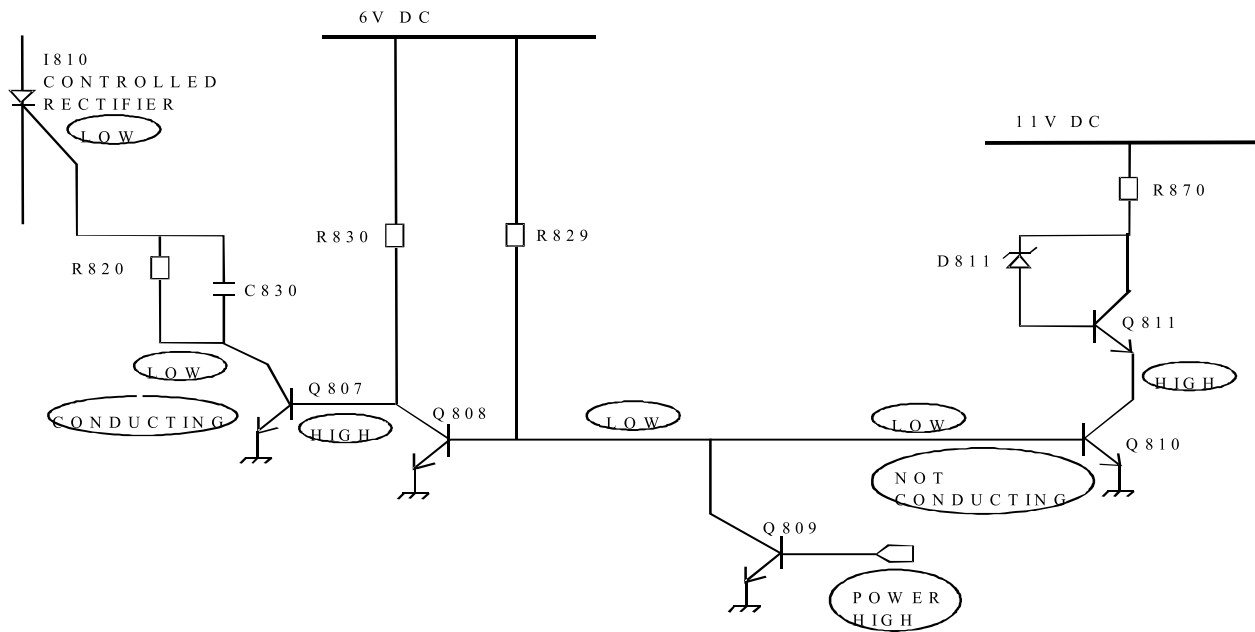 6V DC
I810
CONTROLLED
RECTIFIER
LOW
11V DC
R870
R830
R829
D811
R820
C830
Q811
LOW
HIGH
Q807
CONDUCTING
Q808
HIGH
LOW
LOW
Q810
NOT
CONDUCTING
Q809
POWER
HIGH